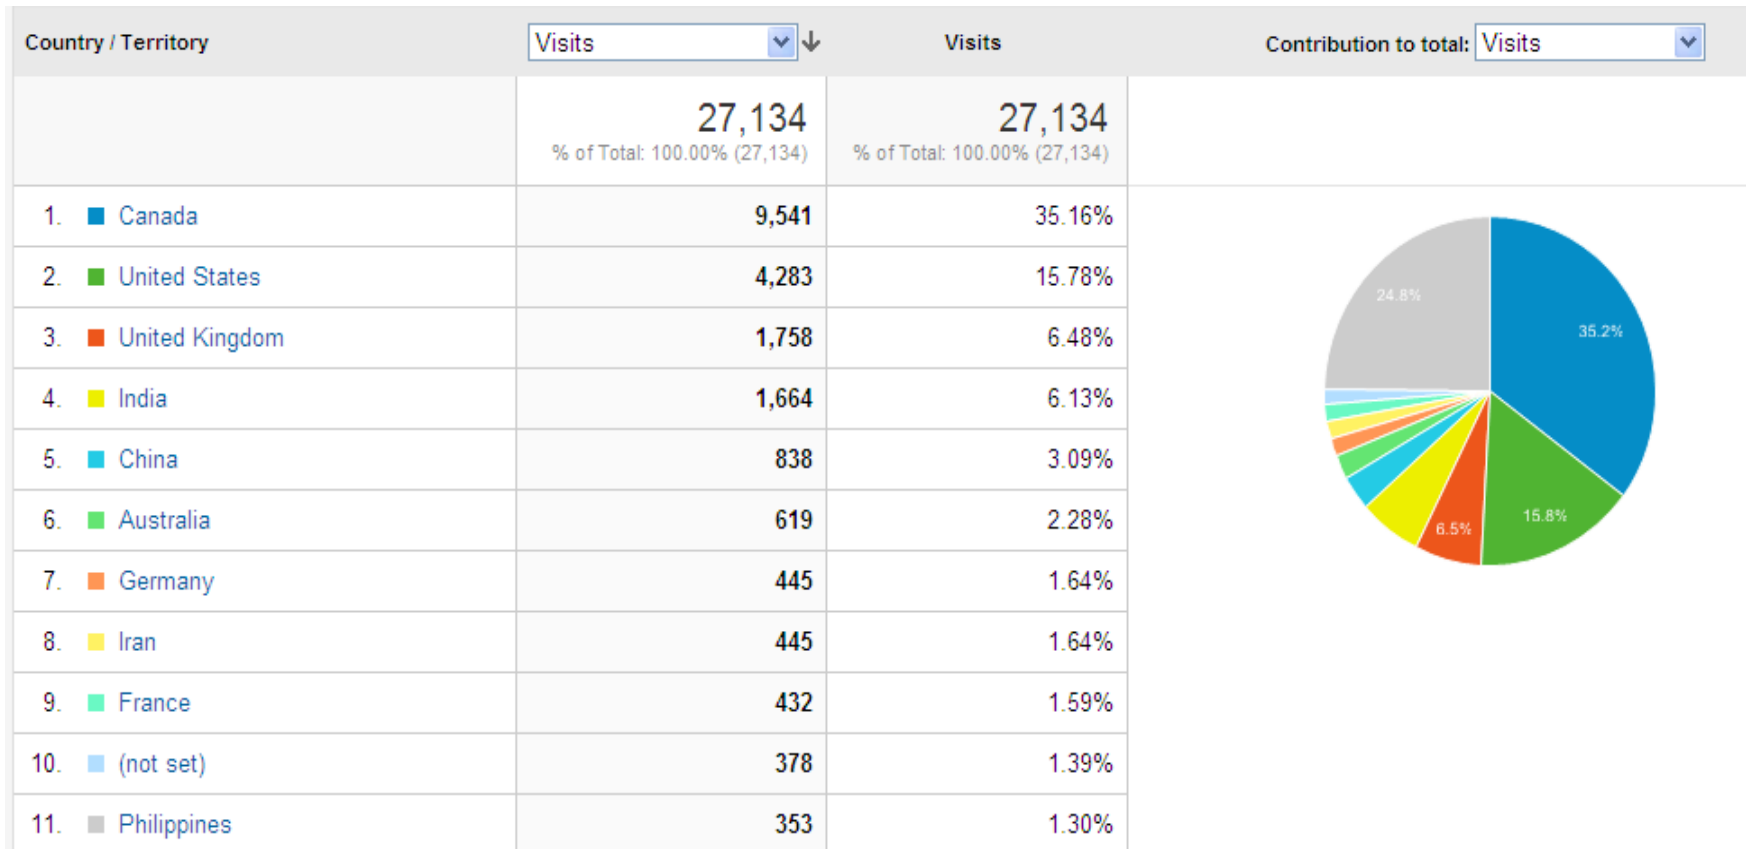 Country / Territory Visits Visits Contribution to total: Visits
27,134 27,134
% of Total: 100.00% (27,134) % of Total: 100.00% (27,134)
1. Canada 9,541 35.16%
2. United States 4,283 15.78%
3. United Kingdom 1,758 6.48%
4. India 1,664 6.13%
5. China 838 3.09%
6. Australia 619 2.28%
7. Germany 445 1.64%
8. Iran 445 1.64%
9. France 432 1.59%
10. (not set) 378 1.39%
11. Philippines 353 1.30%
24.8%
35.2%
15.8%
6.5%